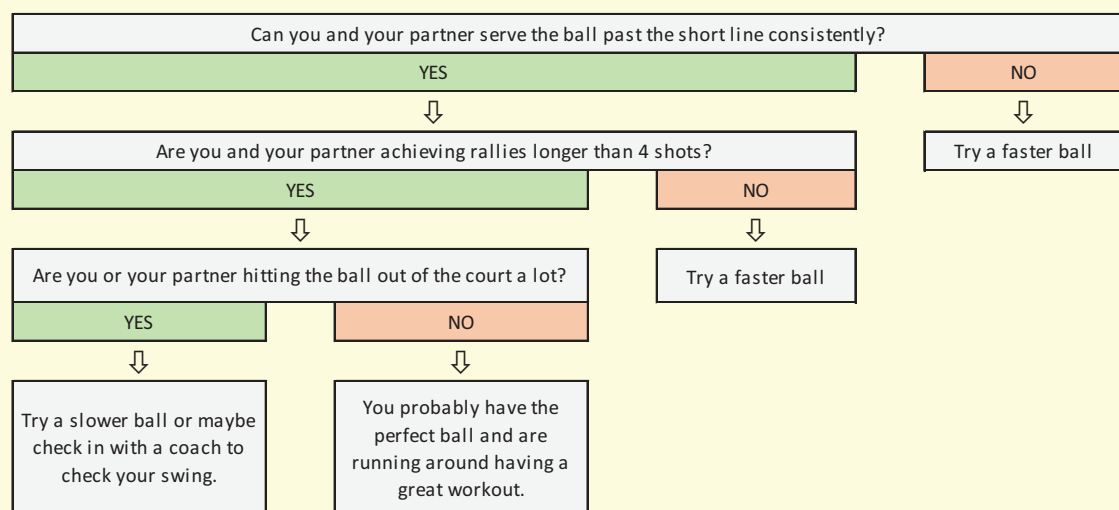 Can you and your partner serve the ball past the short line consistently?
YES
NO
Are you and your partner achieving rallies longer than 4 shots?
Try a faster ball
YES
NO
Are you or your partner hitting the ball out of the court a lot?
Try a faster ball
YES
NO
Try a slower ball or maybe
check in with a coach to
check your swing.
You probably have the
perfect ball and are
running around having a
great workout.